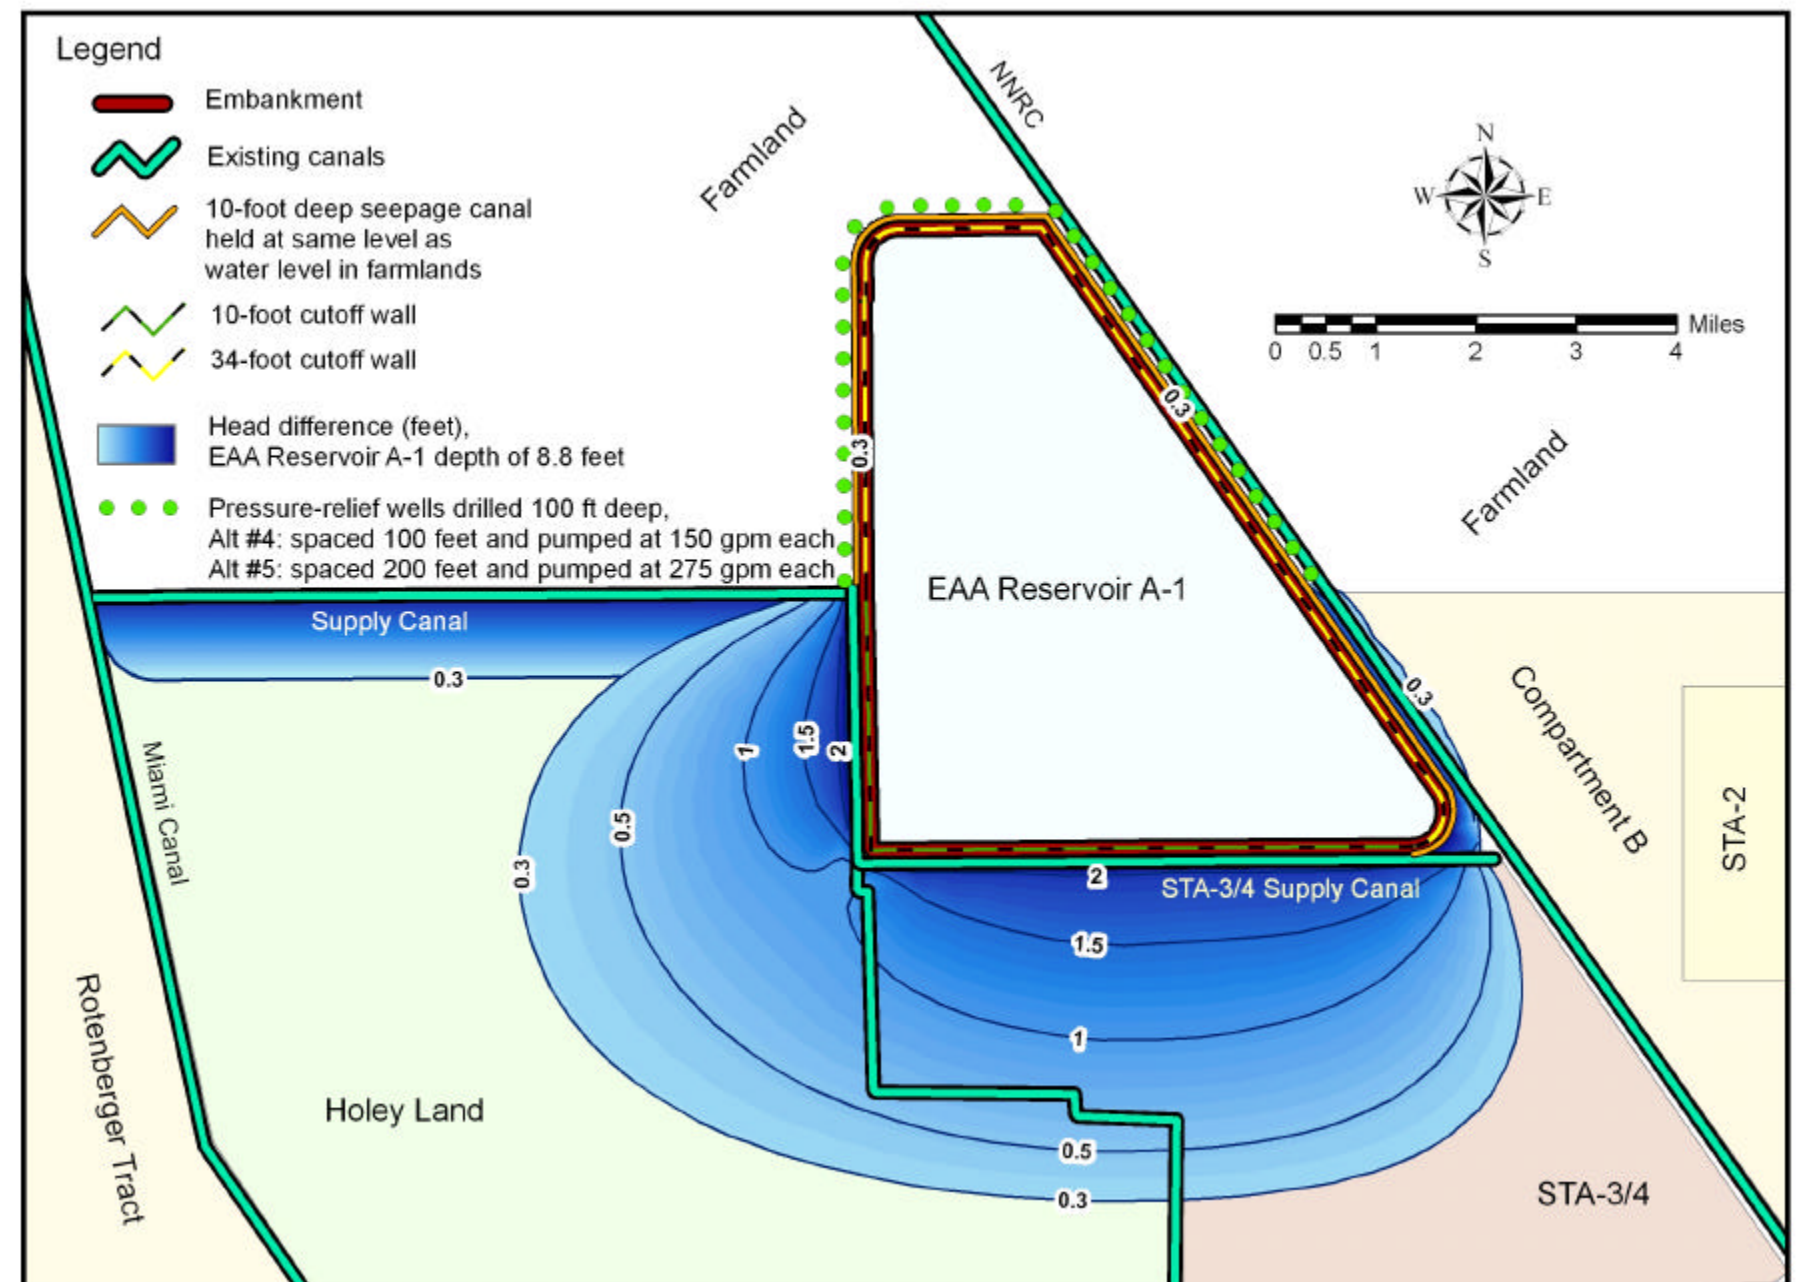 Legend
Embankment
Existing canals
10-foot deep seepage canal
held at same level as
water level in farmlands
10-foot cutoff wall
34-foot cutoff wall
Head difference (feet),
EAA Reservoir A-1 depth of 8.8 feet
Pressure-relief wells drilled 100 ft deep,
Alt #4: spaced 100 feet and pumped at 150 gpm each
Alt #5: spaced 200 feet and pumped at 275 gpm each
Farmland
NNRC
N
W
E
S
Miles
0
0.5
1
2
3
4
0.3
0.3
Farmland
EAA Reservoir A-1
Supply Canal
0.3
0.3
Compartment B
STA-2
Miami Canal
1
1.5
2
0.5
0.3
2
STA-3/4 Supply Canal
1.5
1
Rotenberger Tract
Holey Land
0.5
0.3
STA-3/4